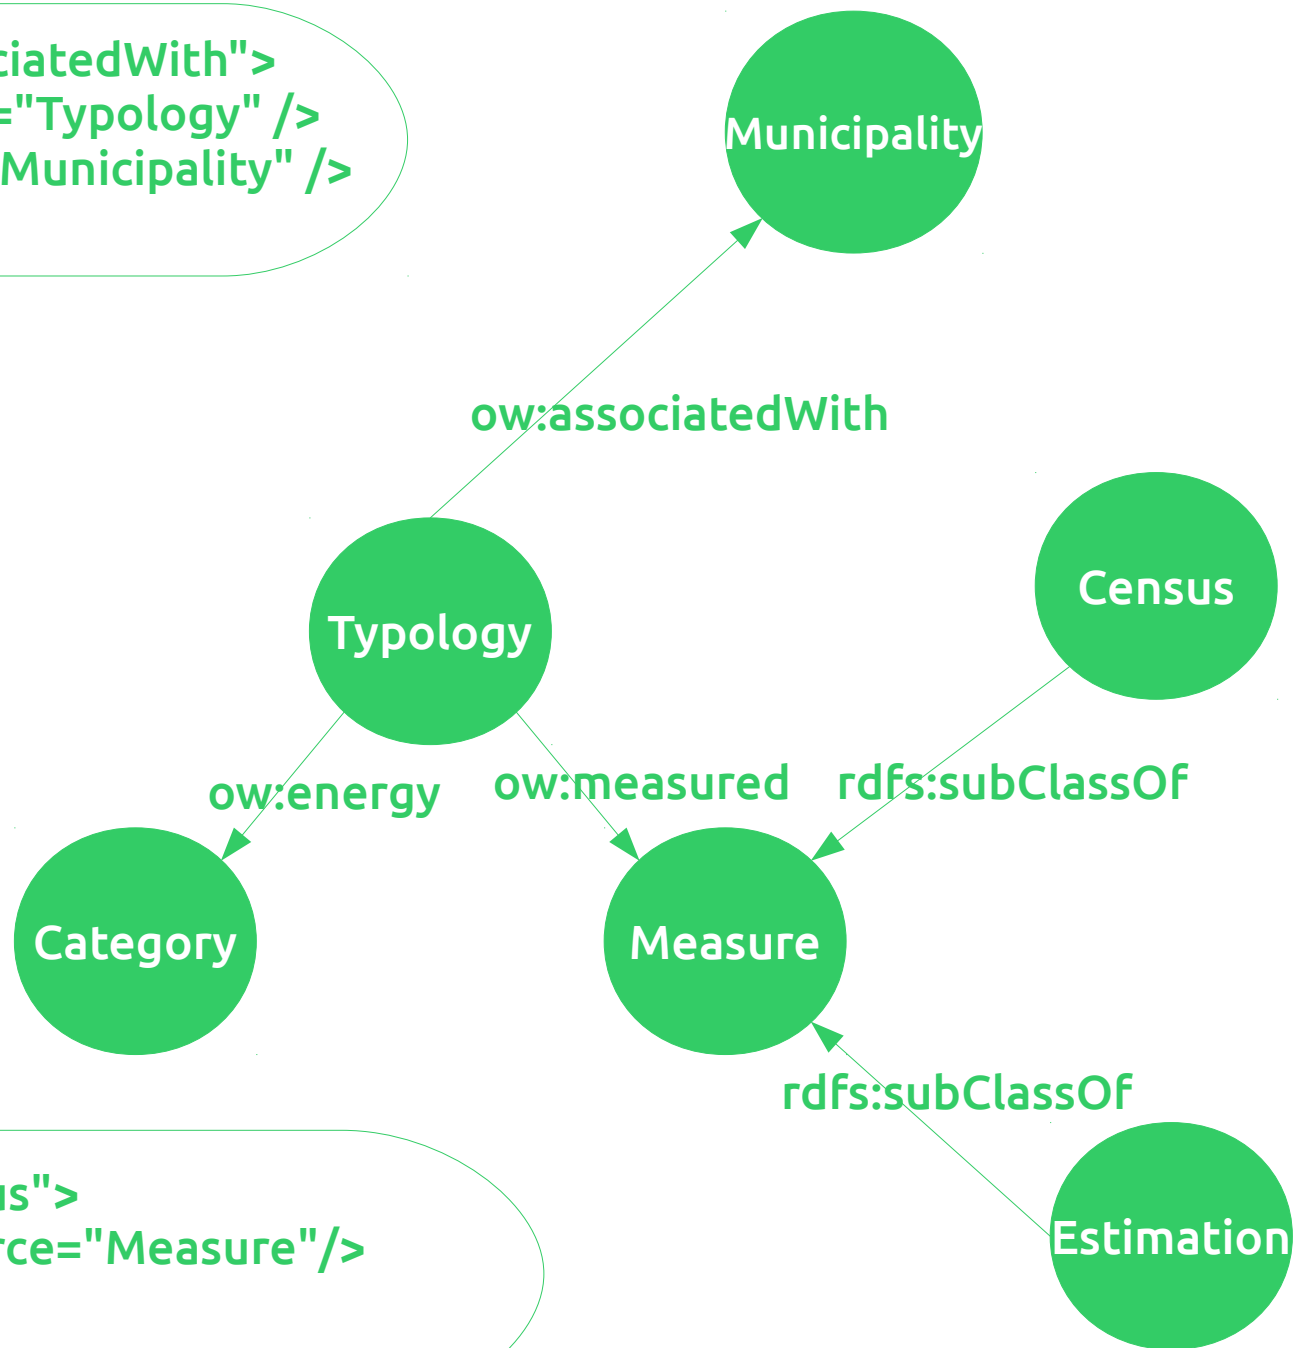 ciatedWith">
="Typology" />
Municipality" />
Municipality
ow:associatedWith
Census
Typology
ow:energy
ow:measured
rdfs:subClassOf
Category
Measure
rdfs:subClassOf
us">
rce="Measure"/>
Estimation